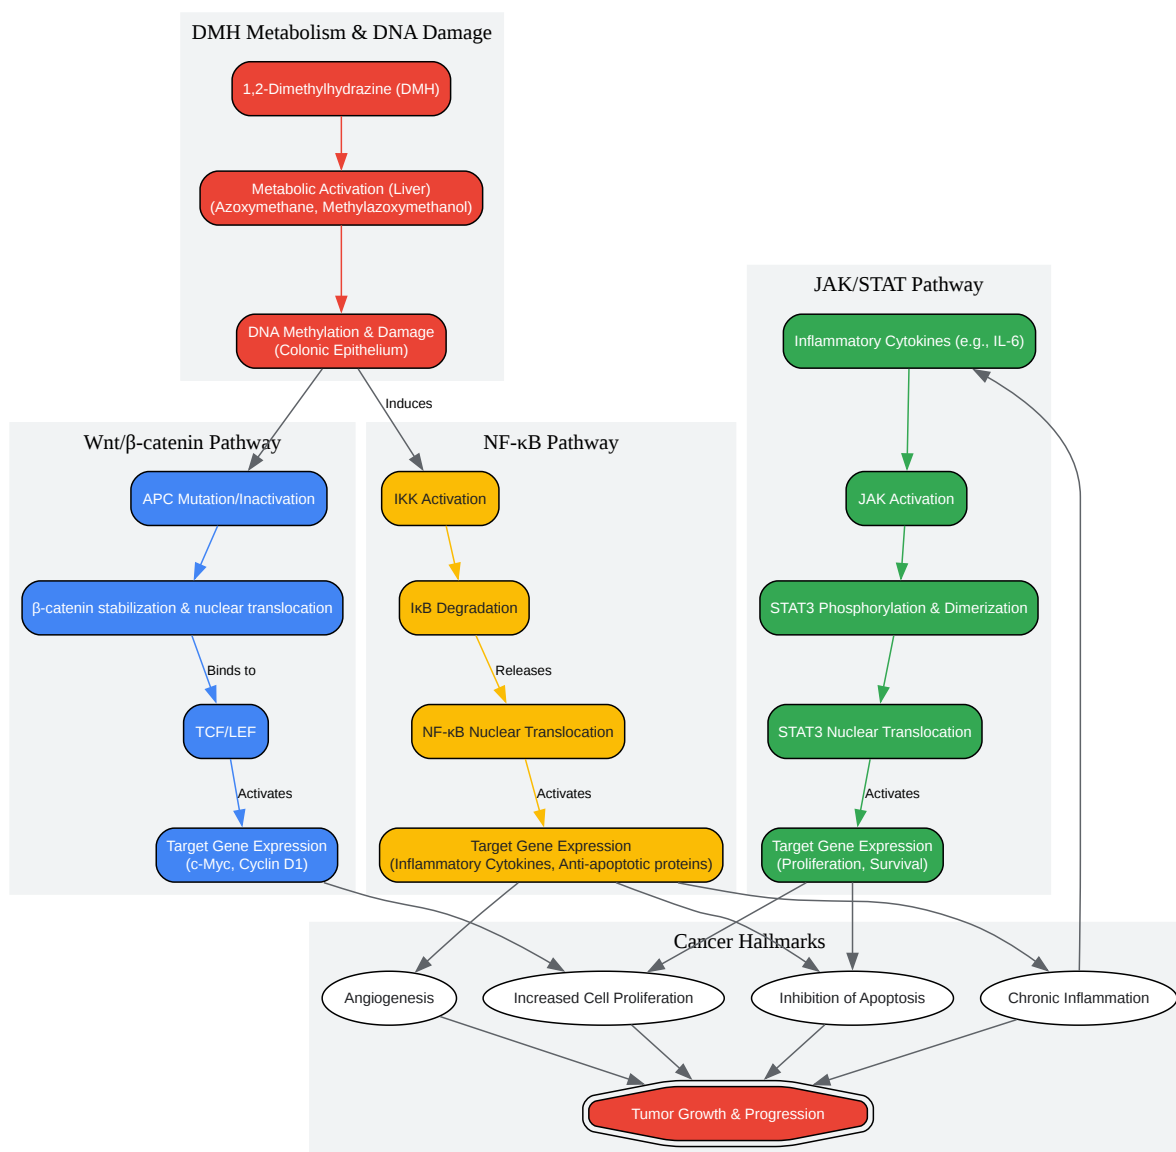 DMH Metabolism & DNA Damage
1,2-Dimethylhydrazine (DMH)
Metabolic Activation (Liver)
(Azoxymethane, Methylazoxymethanol)
DNA Methylation & Damage
(Colonic Epithelium)
Induces
Wnt/β-catenin Pathway
APC Mutation/Inactivation
β-catenin stabilization & nuclear translocation
Binds to
TCF/LEF
Activates
Target Gene Expression
(c-Myc, Cyclin D1)
NF-κB Pathway
IKK Activation
IκB Degradation
Releases
NF-κB Nuclear Translocation
Activates
Target Gene Expression
(Inflammatory Cytokines, Anti-apoptotic proteins)
JAK/STAT Pathway
Inflammatory Cytokines (e.g., IL-6)
JAK Activation
STAT3 Phosphorylation & Dimerization
STAT3 Nuclear Translocation
Activates
Target Gene Expression
(Proliferation, Survival)
Cancer Hallmarks
Angiogenesis
Increased Cell Proliferation
Inhibition of Apoptosis
Chronic Inflammation
Tumor Growth & Progression